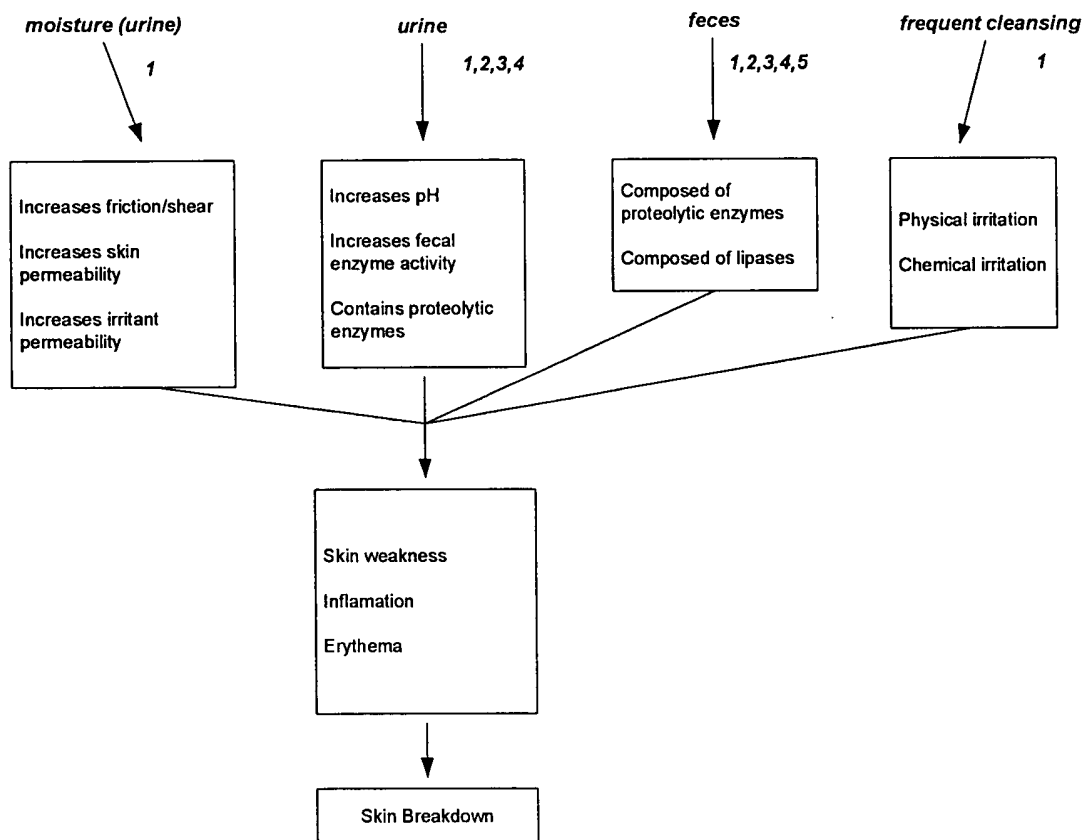 moisture (urine)
urine
feces
frequent cleansing
1
1,2,3,4
1,2,3,4,5
1
Increases friction/shear
Increases skin
permeability
Increases irritant
permeability
Increases pH
Increases fecal
enzyme activity
Contains proteolytic
enzymes
Composed of
proteolytic enzymes
Composed of lipases
Physical irritation
Chemical irritation
Skin weakness
Inflamation
Erythema
Skin Breakdown